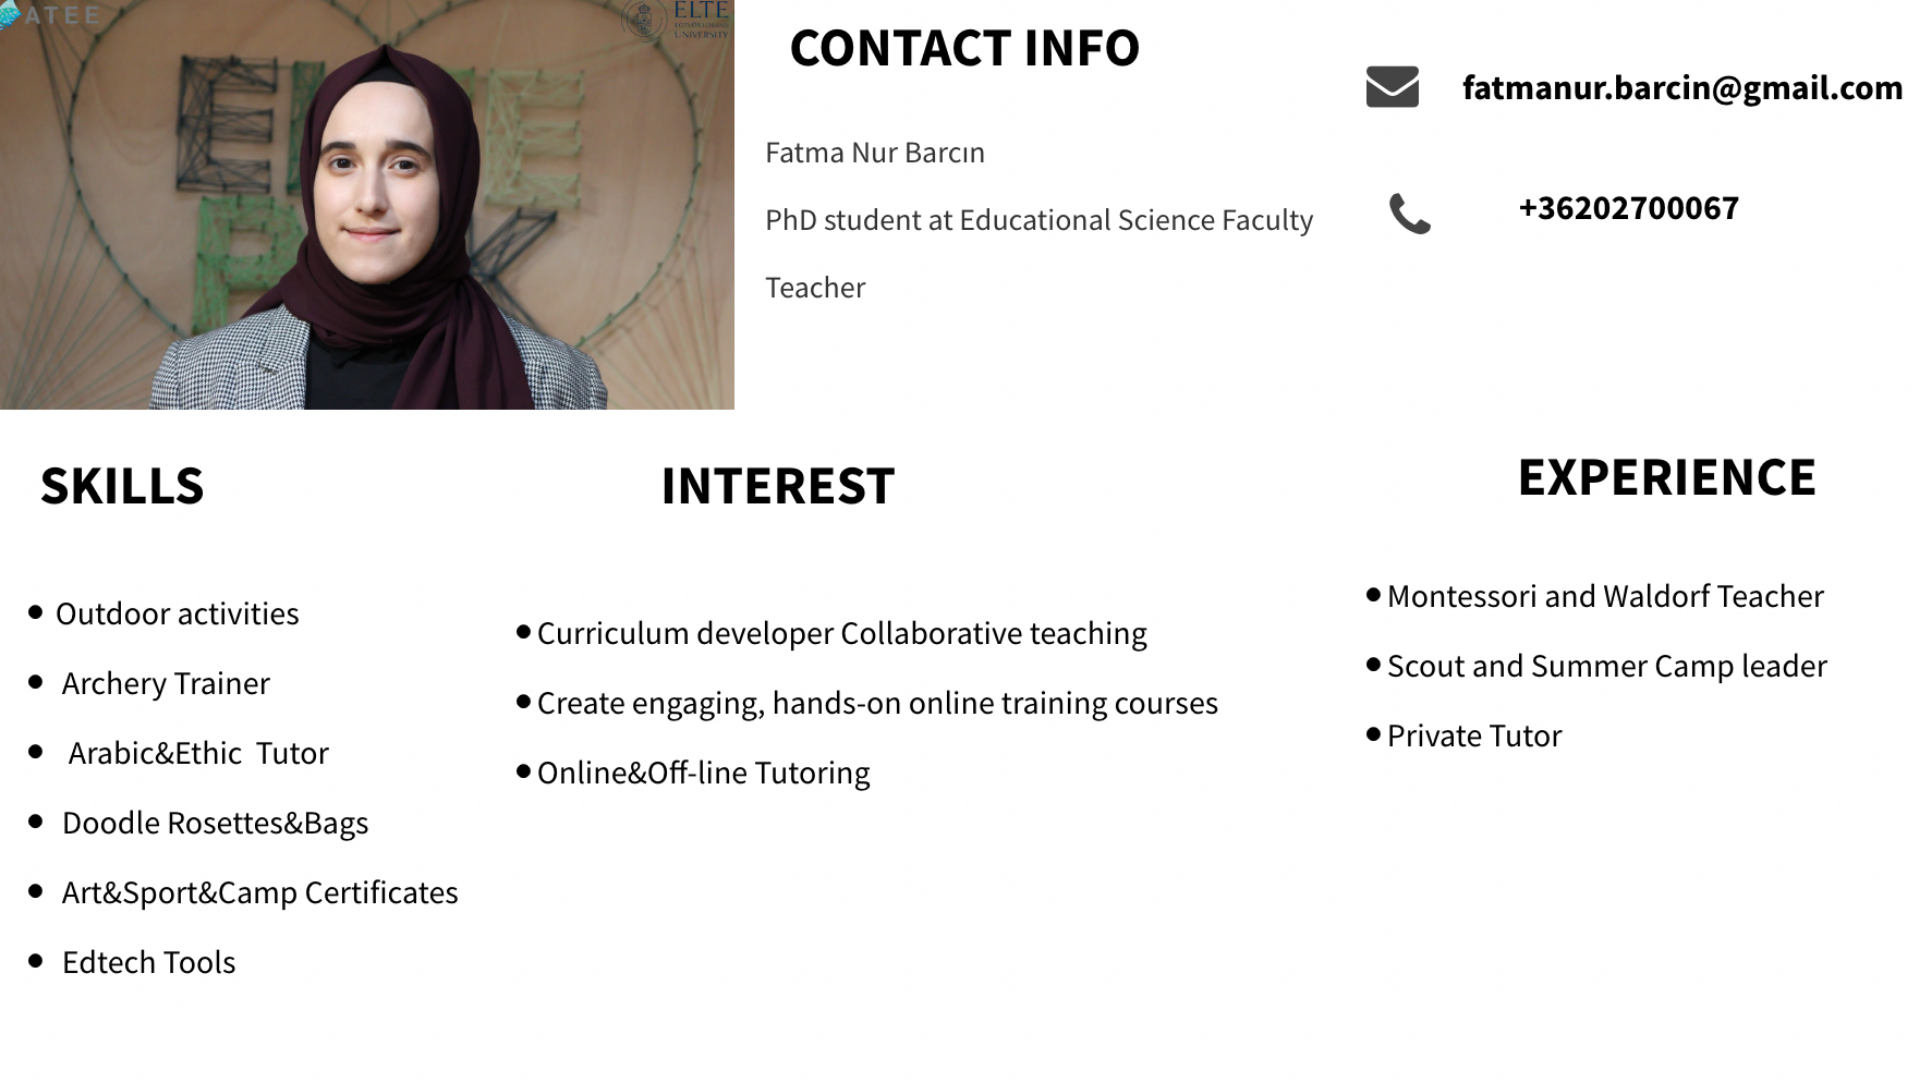 ATEE
ELTE
UNIVERSITY
CONTACT INFO
Fatma Nur Barcın
PhD student at Educational Science Faculty
Teacher
fatmanur.barcin@gmail.com
+36202700067
SKILLS
• Outdoor activities
• Archery Trainer
• Arabic&Ethic  Tutor
• Doodle Rosettes&Bags
• Art&Sport&Camp Certificates
• Edtech Tools
INTEREST
• Curriculum developer Collaborative teaching
• Create engaging, hands-on online training courses
• Online&Off-line Tutoring
EXPERIENCE
• Montessori and Waldorf Teacher
• Scout and Summer Camp leader
• Private Tutor